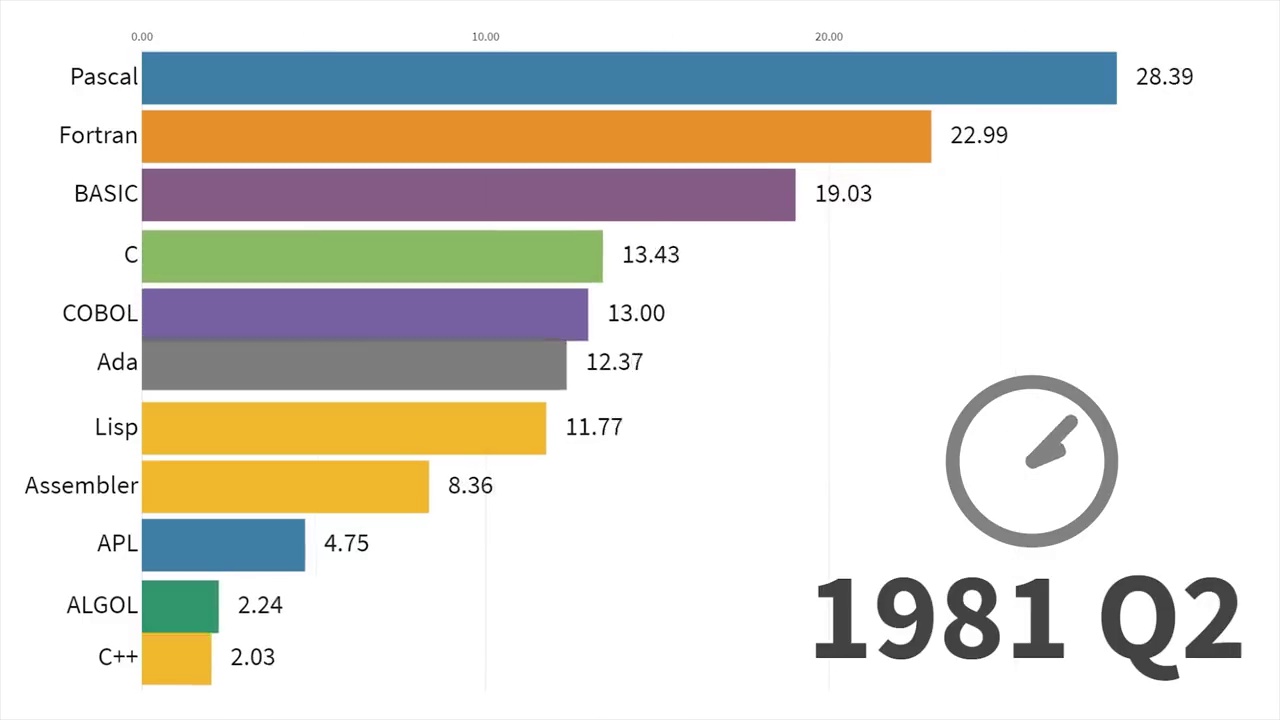 0.00 10.00 20.00
Pascal 28.39
Fortran 22.99
BASIC 19.03
C 13.43
COBOL 13.00
Ada 12.37
Lisp 11.77
Assembler 8.36
APL 4.75
ALGOL 2.24
C++ 2.03
1981 Q2